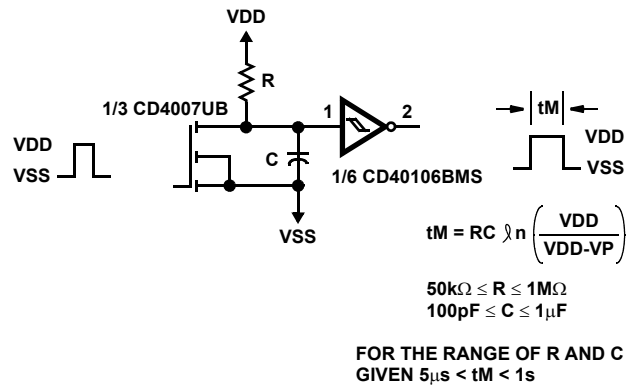 VDD
R
1/3 CD4007UB
1
2
tM
VDD
VSS
VDD
VSS
C
1/6 CD40106BMS
VSS
tM = RC ℓn (VDD / VDD-VP)
50kΩ ≤ R ≤ 1MΩ
100pF ≤ C ≤ 1μF
FOR THE RANGE OF R AND C
GIVEN 5μs < tM < 1s